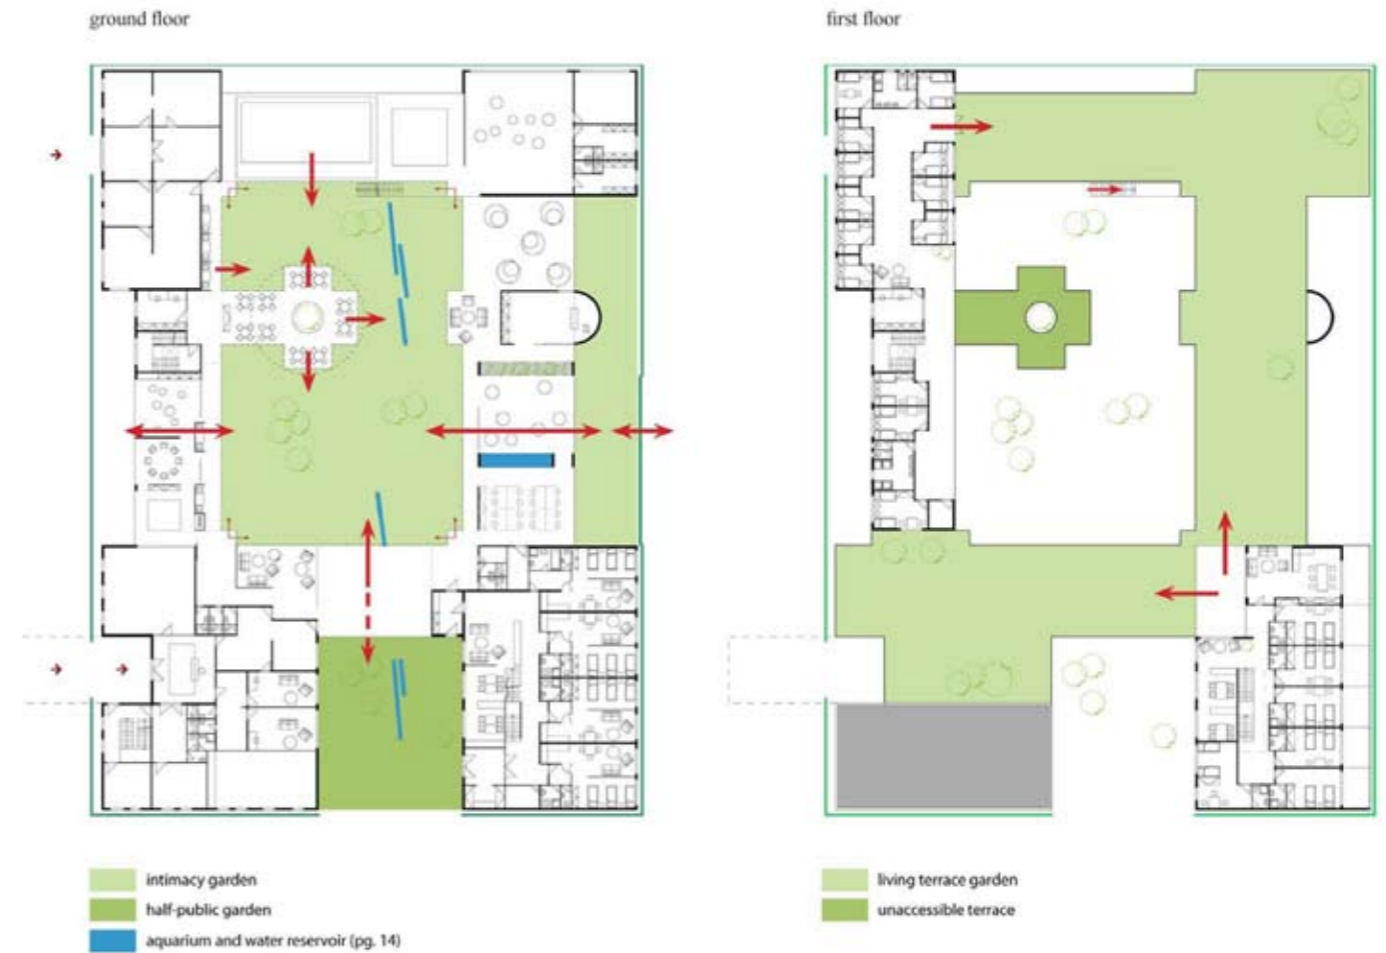 ground floor
first floor
intimacy garden
half-public garden
aquarium and water reservoir (pg. 14)
living terrace garden
unaccessible terrace